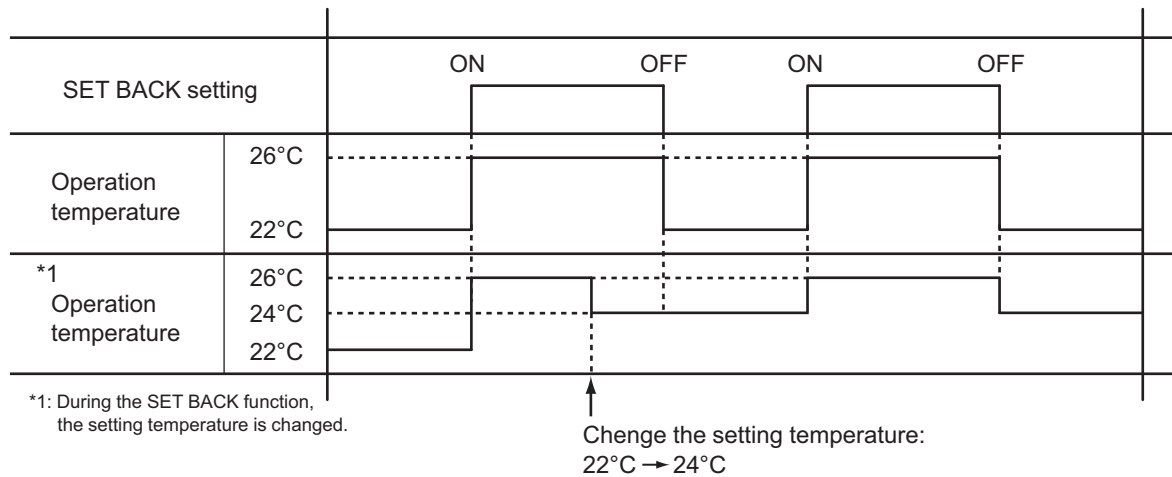 ON OFF ON OFF
SET BACK setting
26°C
Operation
temperature
22°C
*1
Operation
temperature
26°C
24°C
22°C
*1: During the SET BACK function,
the setting temperature is changed.
Chenge the setting temperature:
22°C → 24°C